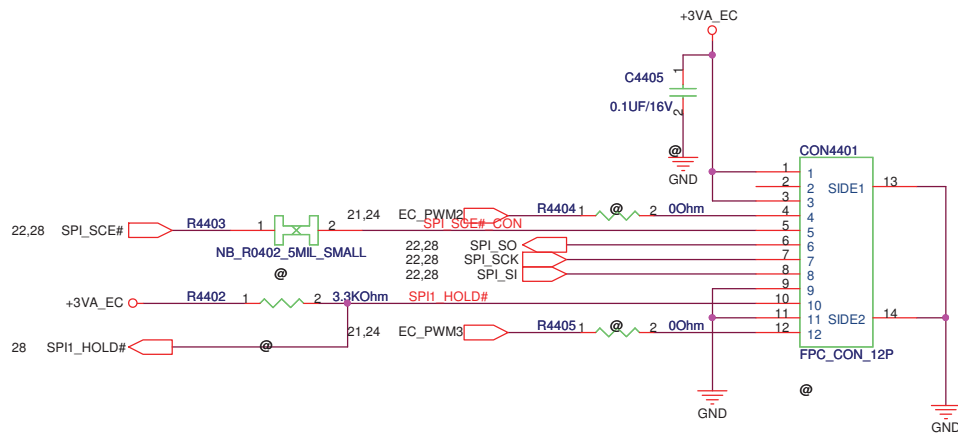 +3VA_EC
1
C4405
0.1UF/16V
2
@
GND
CON4401
1 1
2 2 SIDE1 13
3 3
21,24 EC_PWM2 R4404 1 @ 2 0Ohm 4 4
22,28 SPI_SCE# R4403 1 2 SPI_SCE#_CON 5 5
NB_R0402_5MIL_SMALL
@
22,28 SPI_SO 6 6
22,28 SPI_SCK 7 7
22,28 SPI_SI 8 8
9 9
+3VA_EC R4402 1 2 3.3KOhm SPI1_HOLD# 10 10
11 11 SIDE2 14
21,24 EC_PWM3 R4405 1 @ 2 0Ohm 12 12
28 SPI1_HOLD# @
FPC_CON_12P
@
GND
GND